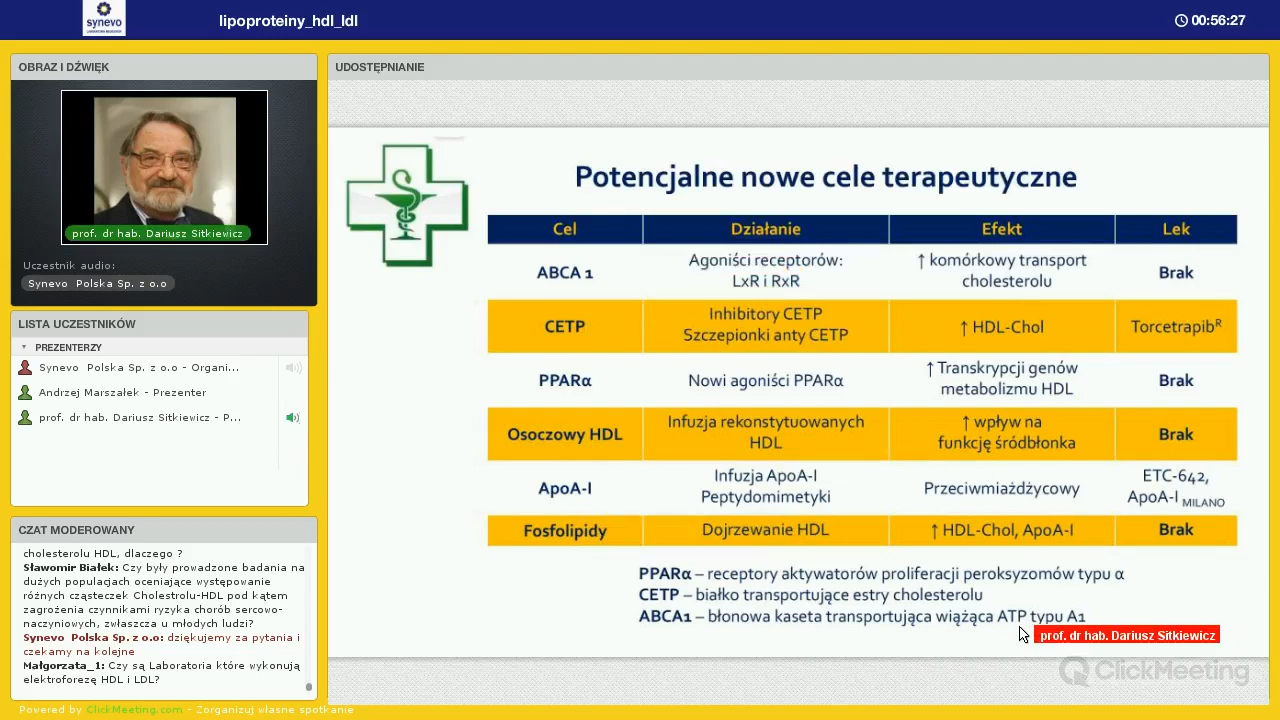 synevo
lipoproteiny_hdl_ldl
00:56:27
OBRAZ I DŹWIĘK
prof. dr hab. Dariusz Sitkiewicz
Uczestnik audio:
Synevo Polska Sp. z o.o
LISTA UCZESTNIKÓW
PREZENTERZY
Synevo Polska Sp. z o.o - Organi...
Andrzej Marszałek - Prezenter
prof. dr hab. Dariusz Sitkiewicz - P...
CZAT MODEROWANY
cholesterolu HDL, dlaczego ?
Sławomir Białek: Czy były prowadzone badania na
dużych populacjach oceniające występowanie
różnych cząsteczek Cholestrolu-HDL pod kątem
zagrożenia czynnikami ryzyka chorób sercowo-
naczyniowych, zwłaszcza u młodych ludzi?
Synevo Polska Sp. z o.o: dziękujemy za pytania i
czekamy na kolejne
Małgorzata_1: Czy są Laboratoria które wykonują
elektroforezę HDL i LDL?
Powered by ClickMeeting.com - Zorganizuj własne spotkanie
UDOSTĘPNIANIE
Potencjalne nowe cele terapeutyczne
Cel Działanie Efekt Lek
ABCA 1 Agoniści receptorów: LxR i RxR ↑ komórkowy transport cholesterolu Brak
CETP Inhibitory CETP Szczepionki anty CETP ↑ HDL-Chol Torcetrapibᴿ
PPARα Nowi agoniści PPARα ↑ Transkrypcji genów metabolizmu HDL Brak
Osoczowy HDL Infuzja rekonstytuowanych HDL ↑ wpływ na funkcję śródbłonka Brak
ApoA-I Infuzja ApoA-I Peptydomimetyki Przeciwmiażdżycowy ETC-642, ApoA-I MILANO
Fosfolipidy Dojrzewanie HDL ↑ HDL-Chol, ApoA-I Brak
PPARα – receptory aktywatorów proliferacji peroksyzomów typu α
CETP – białko transportujące estry cholesterolu
ABCA1 – błonowa kaseta transportująca wiążąca ATP typu A1
prof. dr hab. Dariusz Sitkiewicz
ClickMeeting